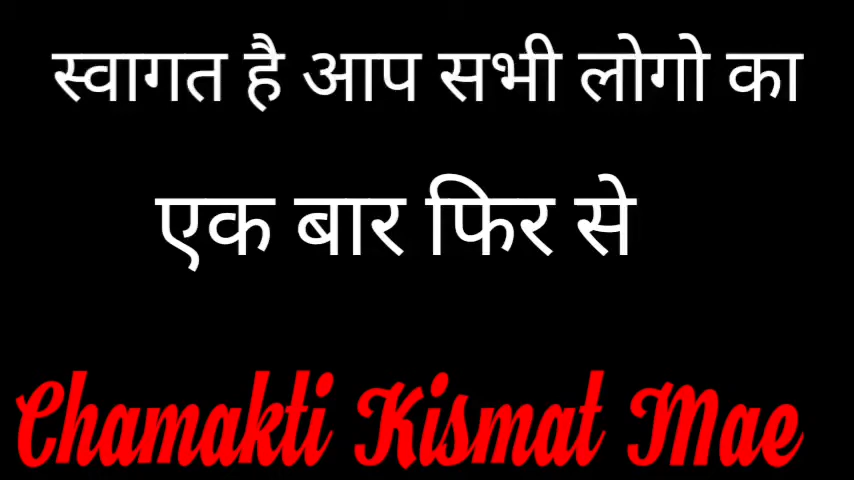 स्वागत है आप सभी लोगो का
एक बार फिर से
Chamakti Kismat Mae